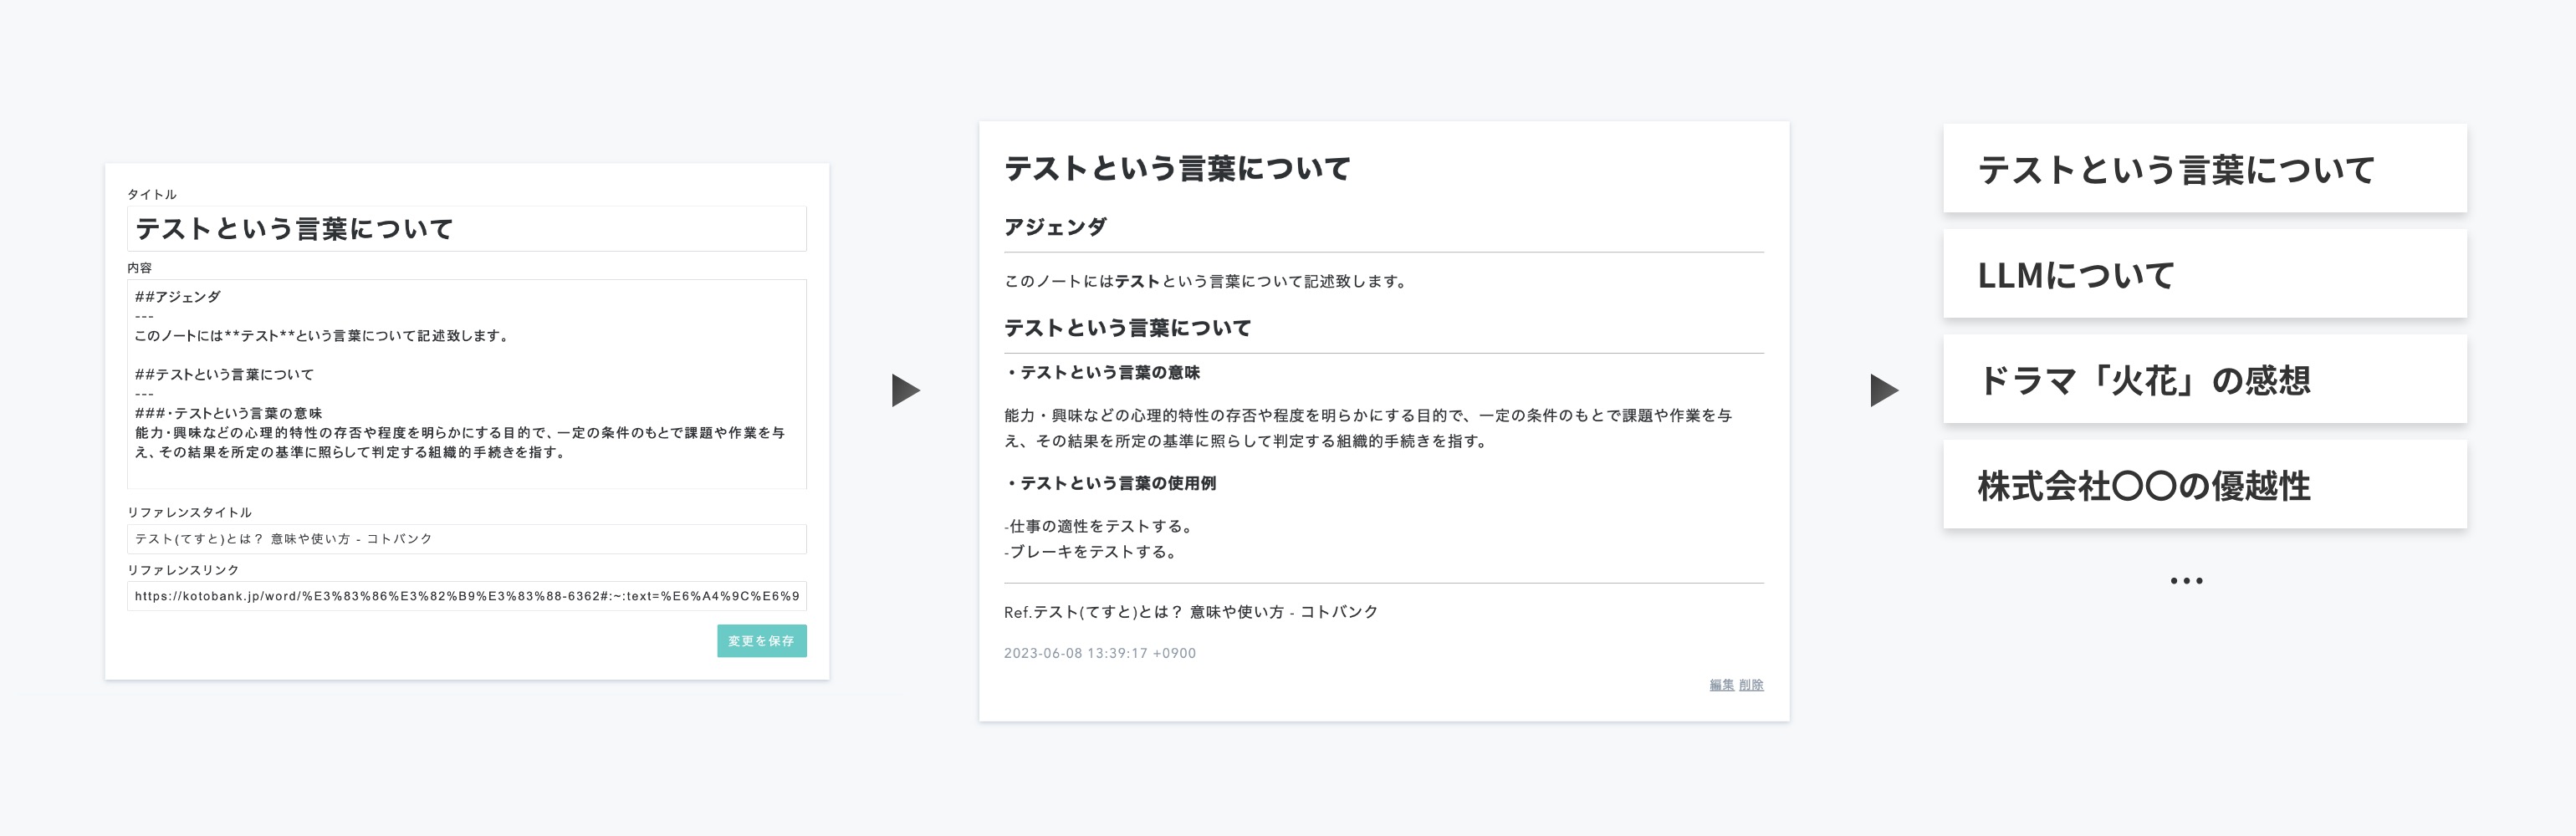 タイトル
テストという言葉について
内容
##アジェンダ
---
このノートには**テスト**という言葉について記述致します。
##テストという言葉について
---
###・テストという言葉の意味
能力・興味などの心理的特性の存否や程度を明らかにする目的で、一定の条件のもとで課題や作業を与
え、その結果を所定の基準に照らして判定する組織的手続きを指す。
リファレンスタイトル
テスト(てすと)とは？ 意味や使い方 - コトバンク
リファレンスリンク
https://kotobank.jp/word/%E3%83%86%E3%82%B9%E3%83%88-6362#:~:text=%E6%A4%9C%E6%9
変更を保存
テストという言葉について
アジェンダ
このノートにはテストという言葉について記述致します。
テストという言葉について
・テストという言葉の意味
能力・興味などの心理的特性の存否や程度を明らかにする目的で、一定の条件のもとで課題や作業を与
え、その結果を所定の基準に照らして判定する組織的手続きを指す。
・テストという言葉の使用例
-仕事の適性をテストする。
-ブレーキをテストする。
Ref.テスト(てすと)とは？ 意味や使い方 - コトバンク
2023-06-08 13:39:17 +0900
編集 削除
テストという言葉について
LLMについて
ドラマ「火花」の感想
株式会社〇〇の優越性
...